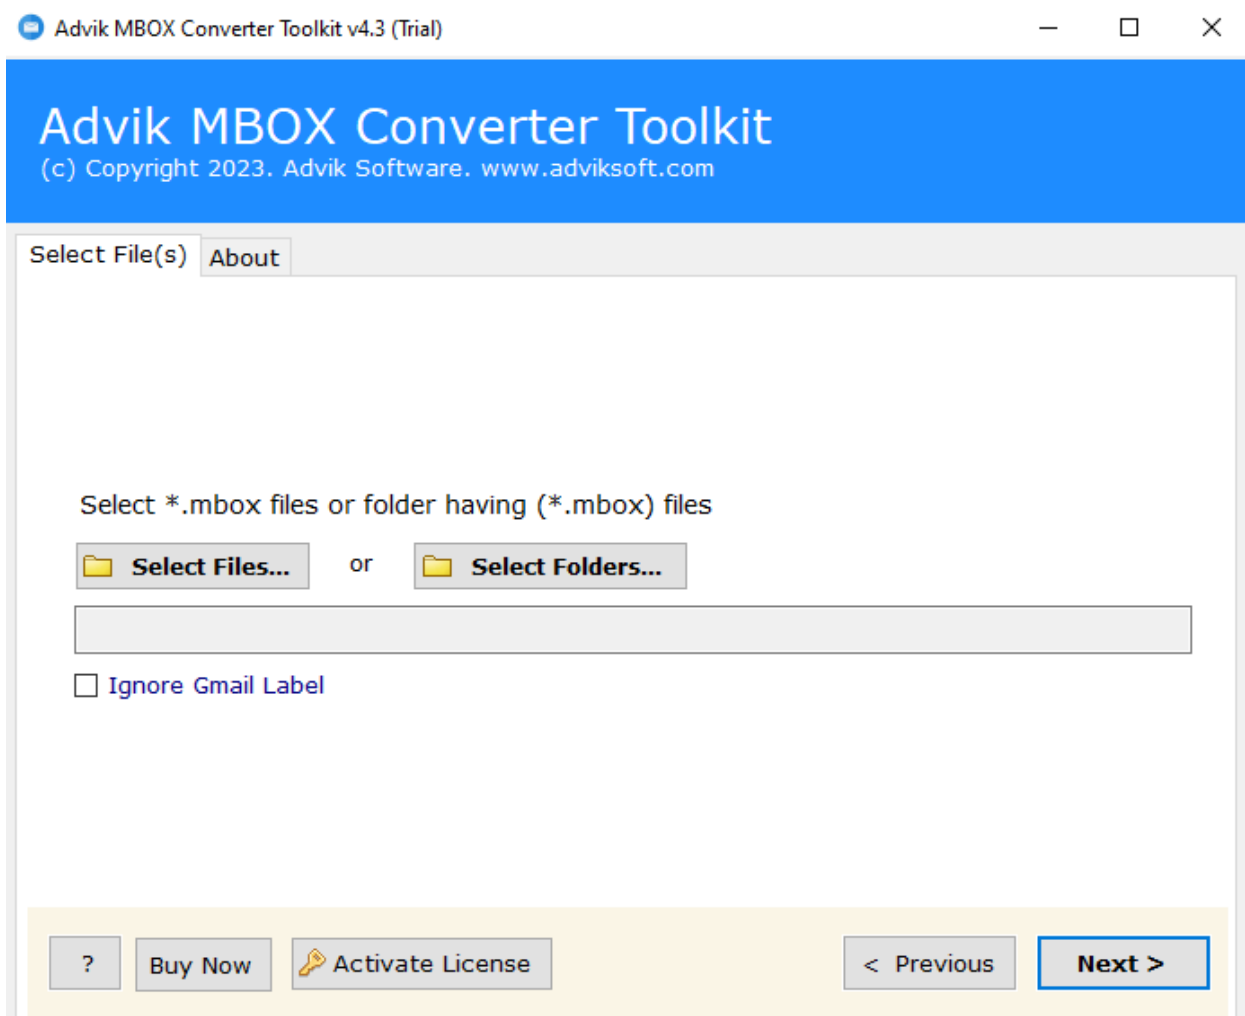 Advik MBOX Converter Toolkit v4.3 (Trial)
Advik MBOX Converter Toolkit
(c) Copyright 2023. Advik Software. www.adviksoft.com
Select File(s) About
Select *.mbox files or folder having (*.mbox) files
Select Files... or Select Folders...
Ignore Gmail Label
? Buy Now Activate License < Previous Next >